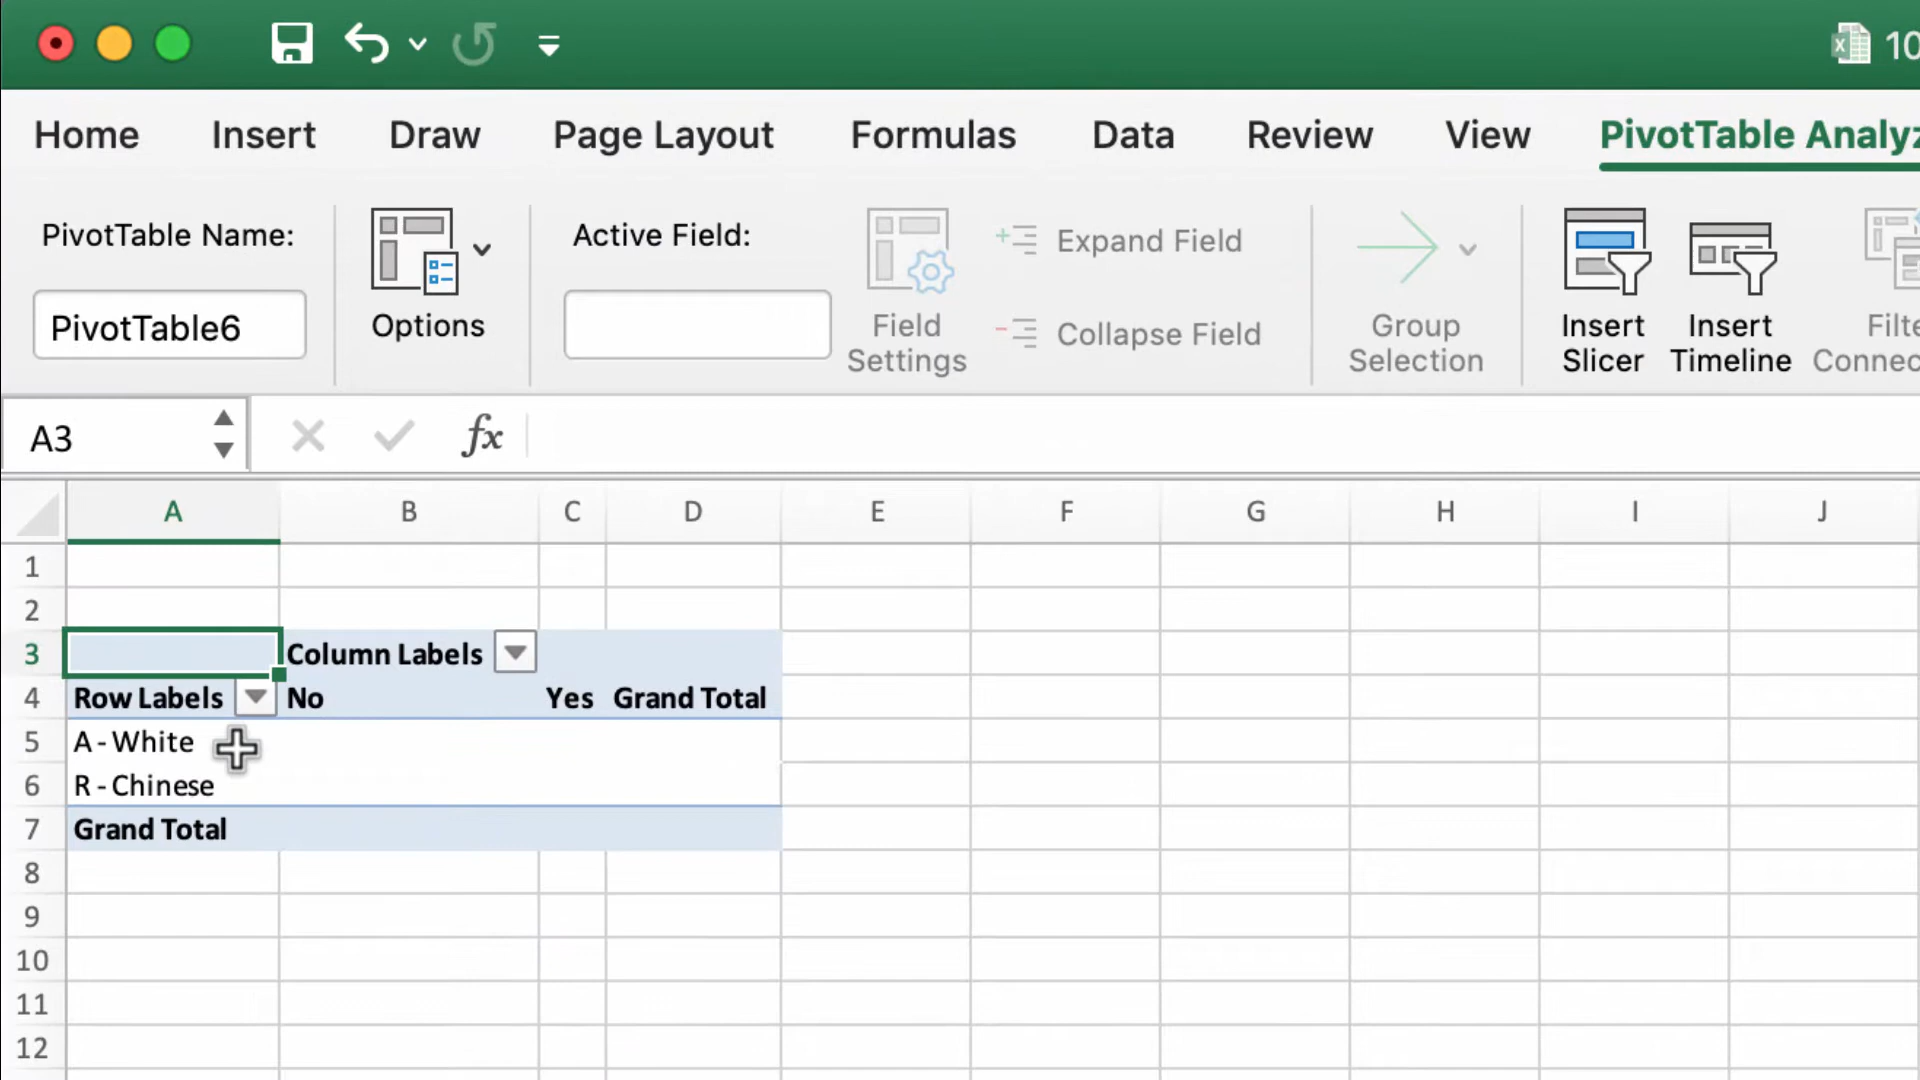 10
Home Insert Draw Page Layout Formulas Data Review View PivotTable Analyz
PivotTable Name:
PivotTable6
Options
Active Field:
Field Settings
Expand Field
Collapse Field
Group Selection
Insert Slicer
Insert Timeline
Filte
Connec
A3
fx
A B C D E F G H I J
1
2
3 Column Labels
4 Row Labels No Yes Grand Total
5 A - White
6 R - Chinese
7 Grand Total
8
9
10
11
12